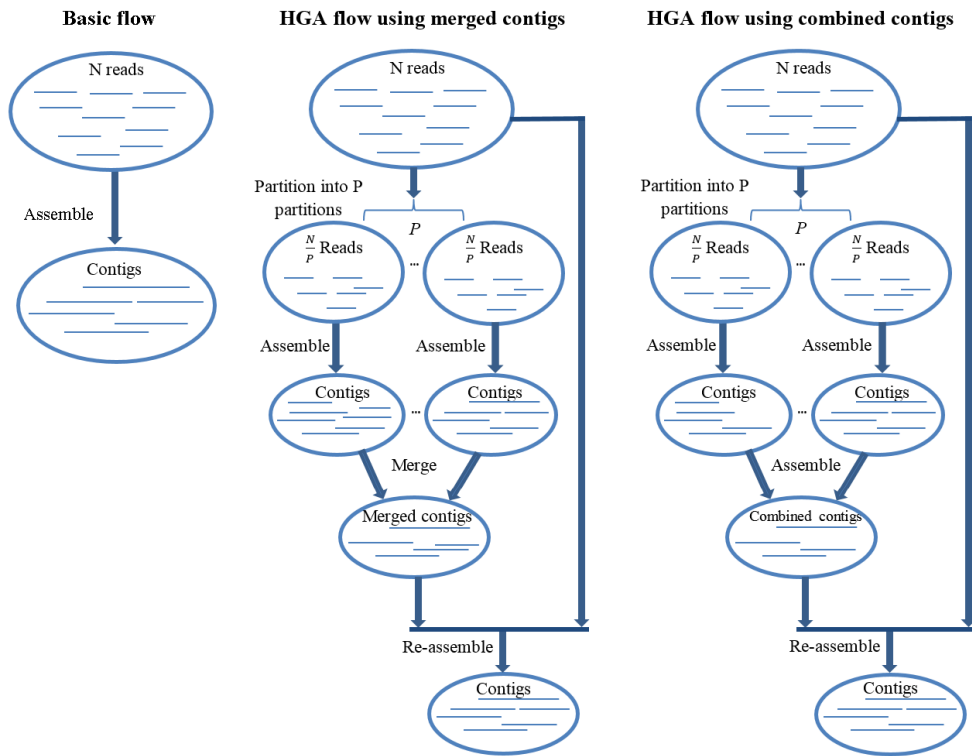 Basic flow
N reads
Assemble
Contigs
HGA flow using merged contigs
N reads
Partition into P
partitions
P
N/P Reads
...
N/P Reads
Assemble
Assemble
Contigs
...
Contigs
Merge
Merged contigs
Re-assemble
Contigs
HGA flow using combined contigs
N reads
Partition into P
partitions
P
N/P Reads
...
N/P Reads
Assemble
Assemble
Contigs
...
Contigs
Assemble
Combined contigs
Re-assemble
Contigs